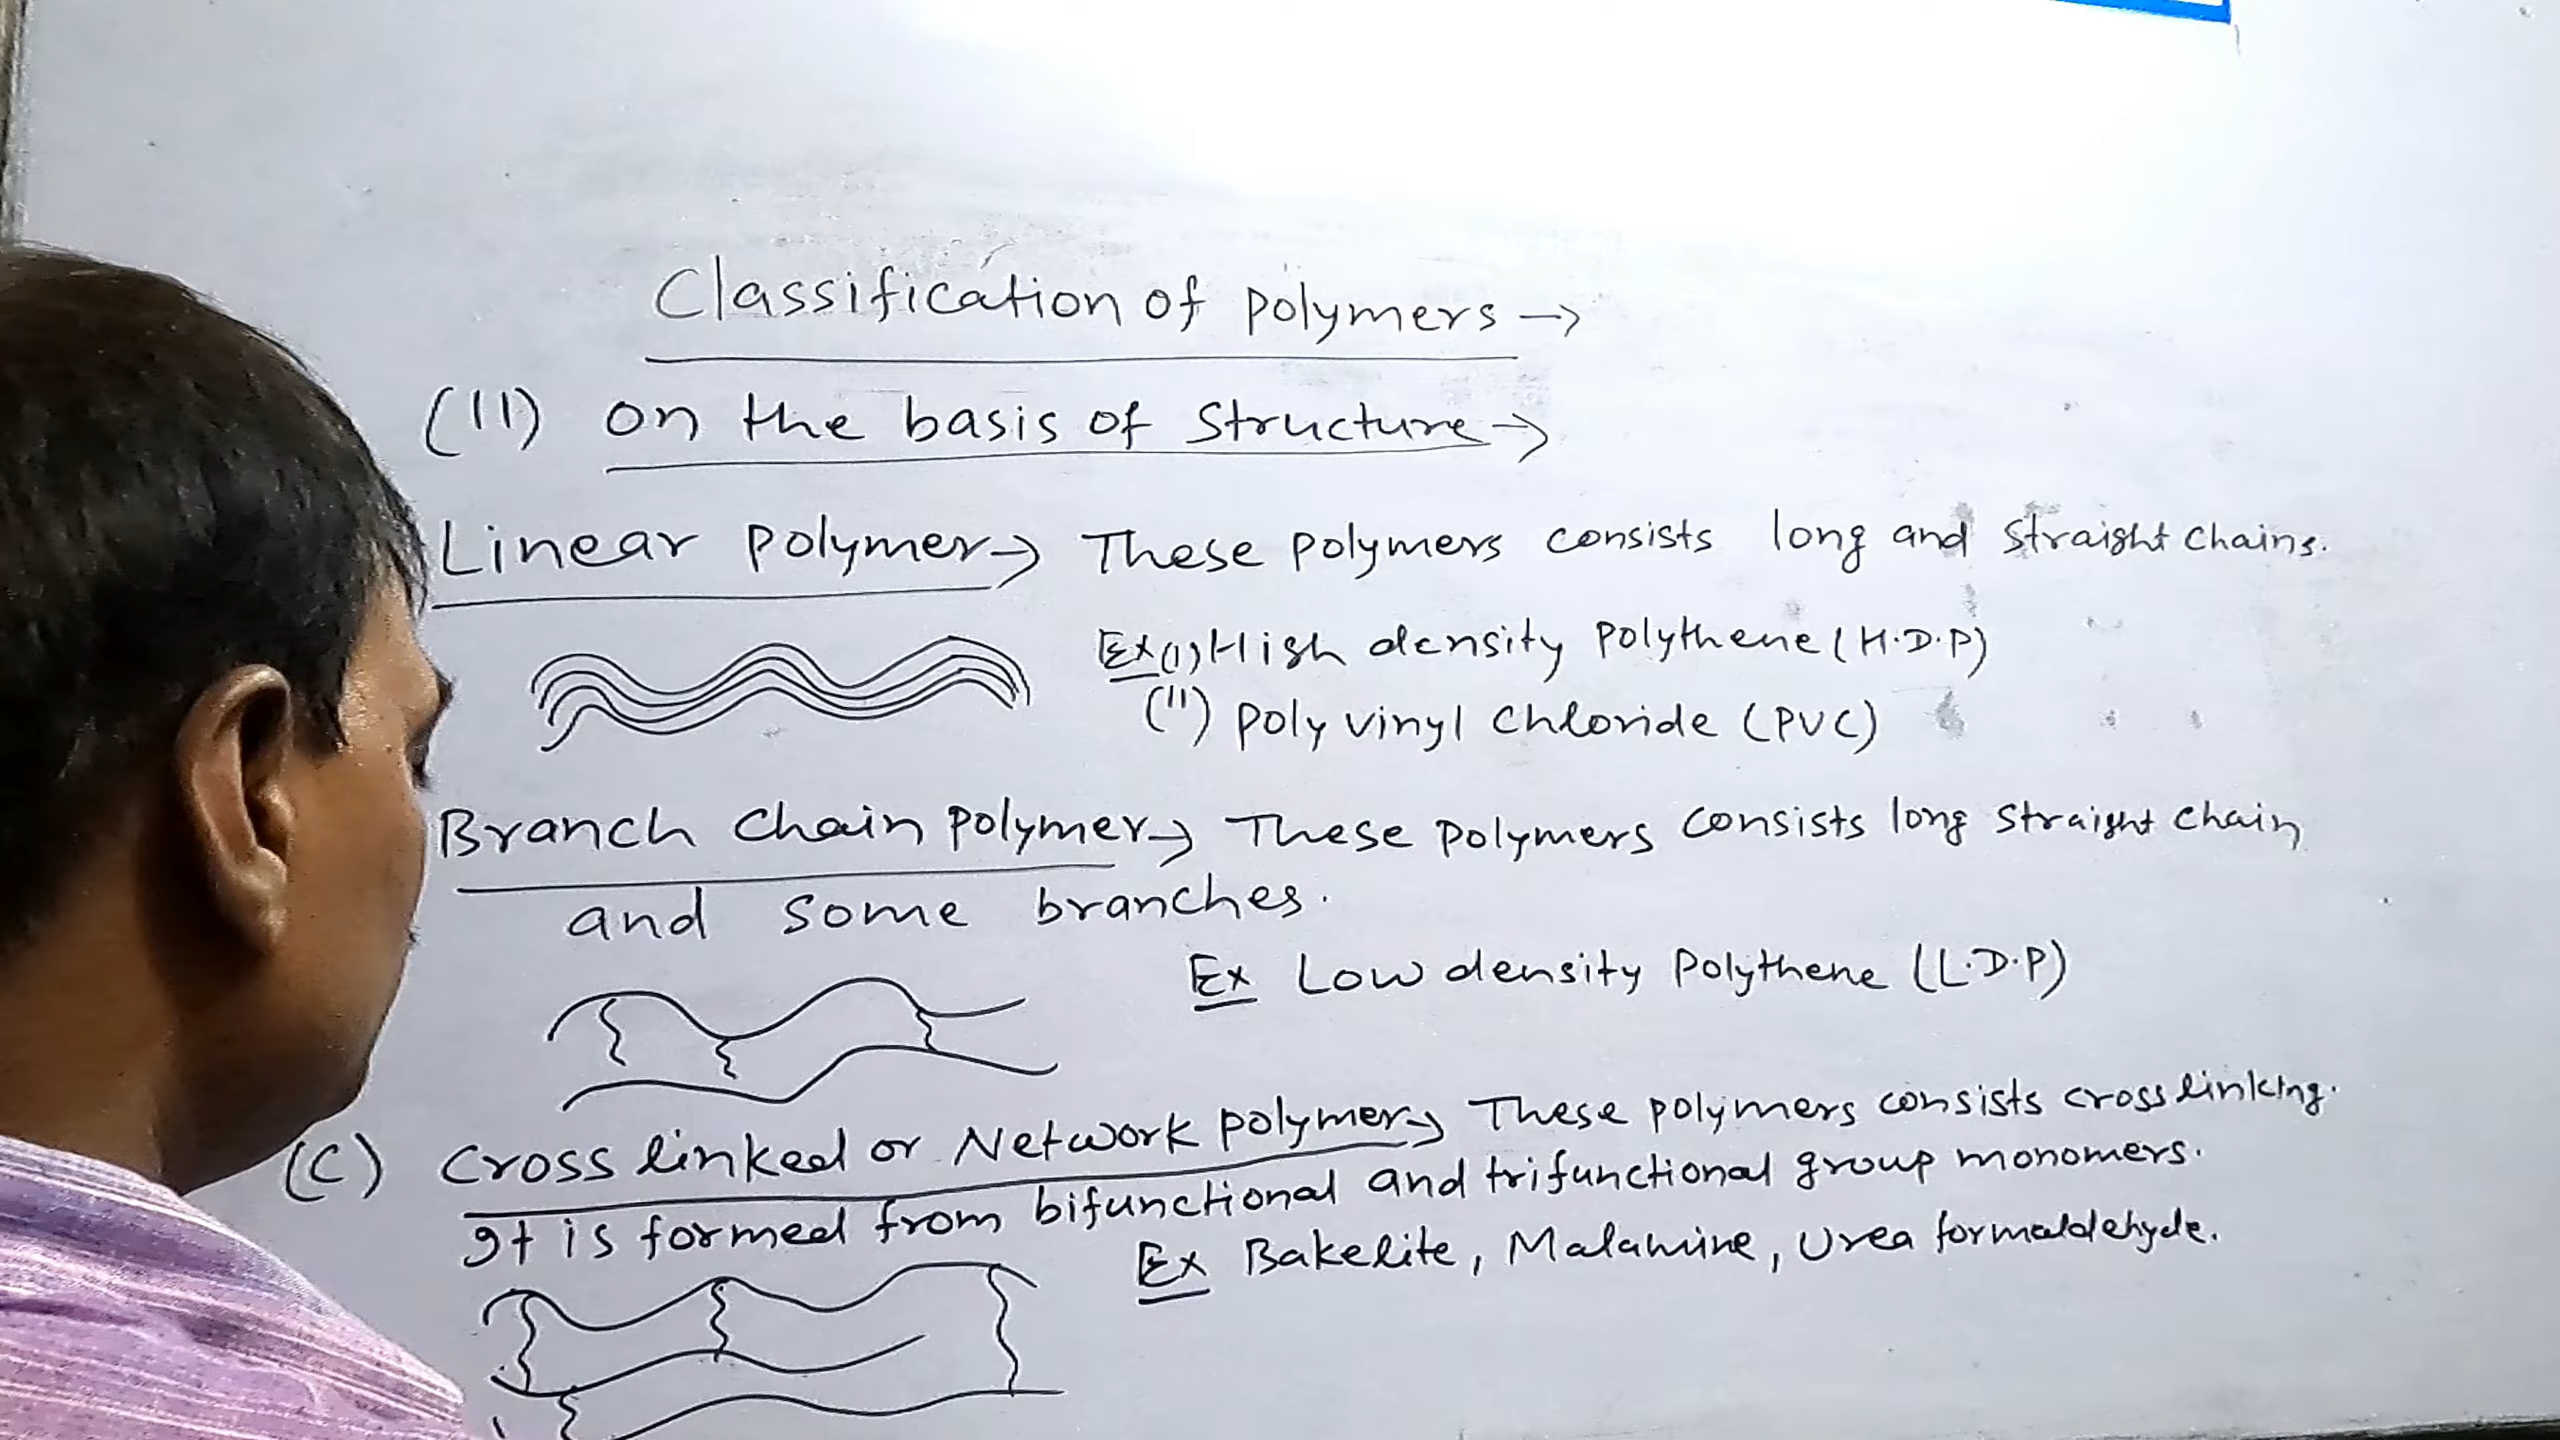 Classification of polymers →
(II) on the basis of Structure →
Linear polymer → These polymers consists long and straight chains.
Ex (I) High density polythene (H.D.P)
(II) poly vinyl chloride (PVC)
Branch chain polymer → These polymers consists long straight chain
and some branches.
Ex Low density polythene (L.D.P)
(C) Cross linked or Network polymer → These polymers consists cross linking.
It is formed from bifunctional and trifunctional group monomers.
Ex Bakelite, Malamine, Urea formaldehyde.